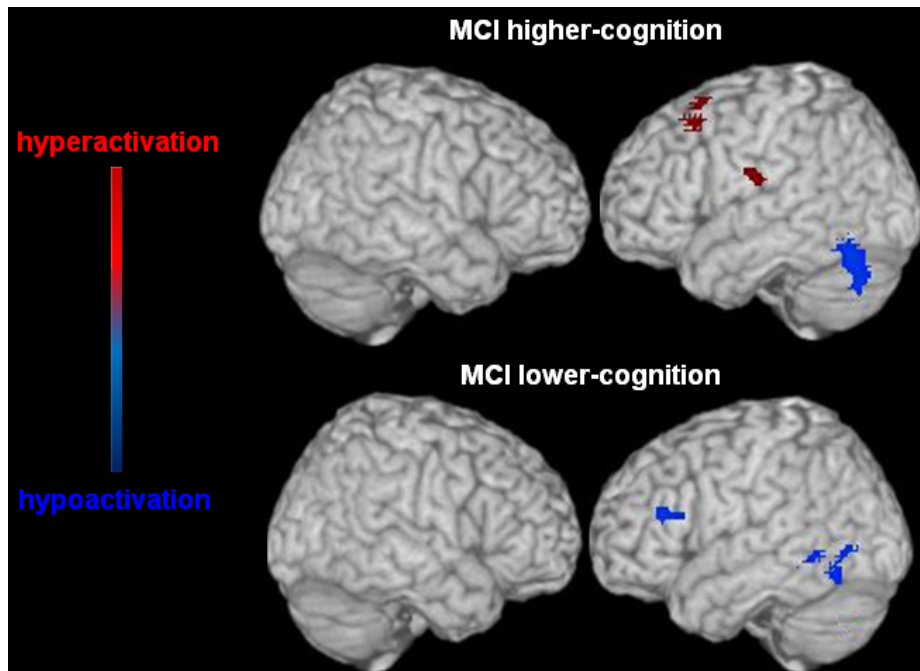 MCI higher-cognition
hyperactivation
MCI lower-cognition
hypoactivation